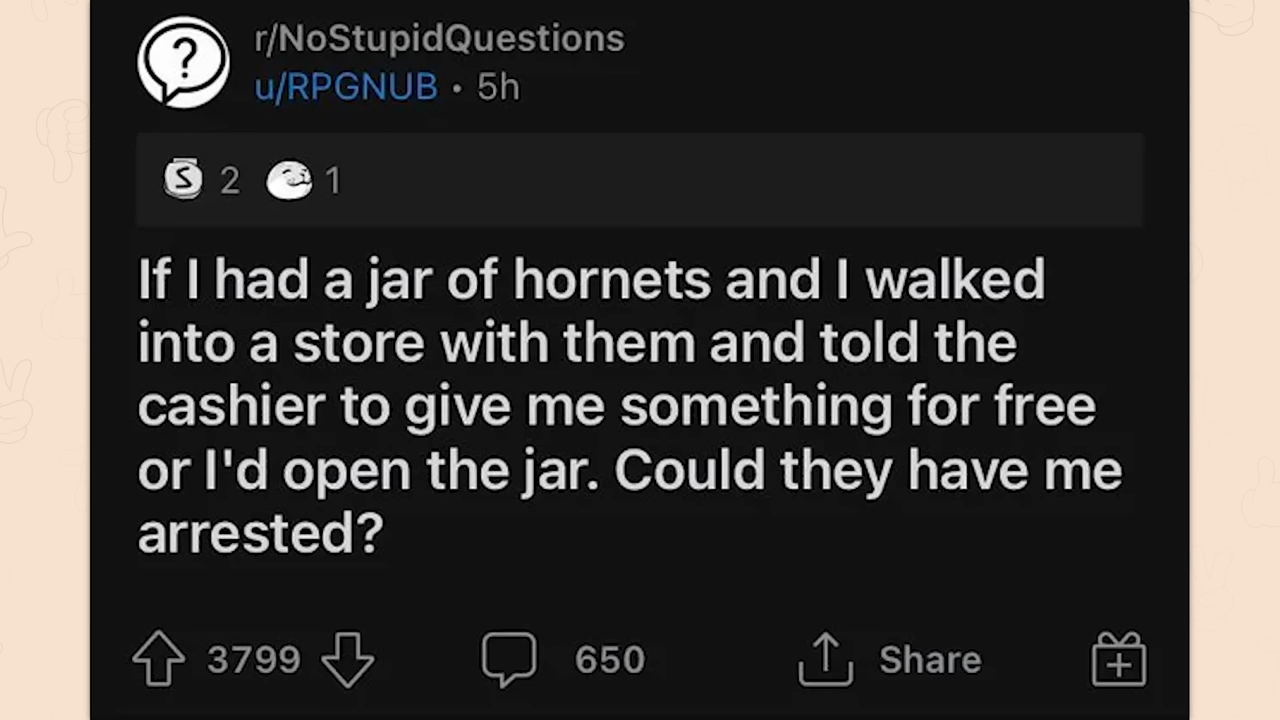 r/NoStupidQuestions
u/RPGNUB • 5h
S 2 1
If I had a jar of hornets and I walked
into a store with them and told the
cashier to give me something for free
or I'd open the jar. Could they have me
arrested?
3799 650 Share